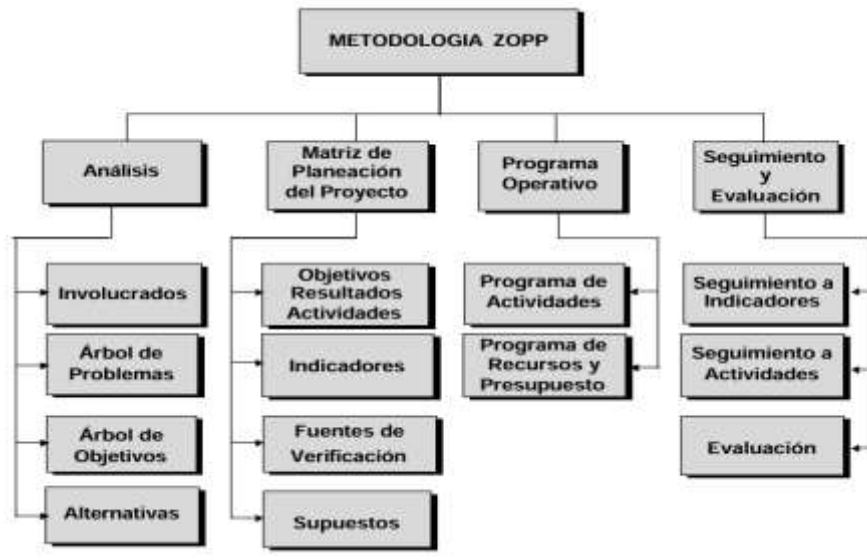 METODOLOGIA ZOPP
Análisis
Matriz de
Planeación
del Proyecto
Programa
Operativo
Seguimiento
y
Evaluación
Involucrados
Árbol de
Problemas
Árbol de
Objetivos
Alternativas
Objetivos
Resultados
Actividades
Indicadores
Fuentes de
Verificación
Supuestos
Programa de
Actividades
Programa de
Recursos y
Presupuesto
Seguimiento a
Indicadores
Seguimiento a
Actividades
Evaluación